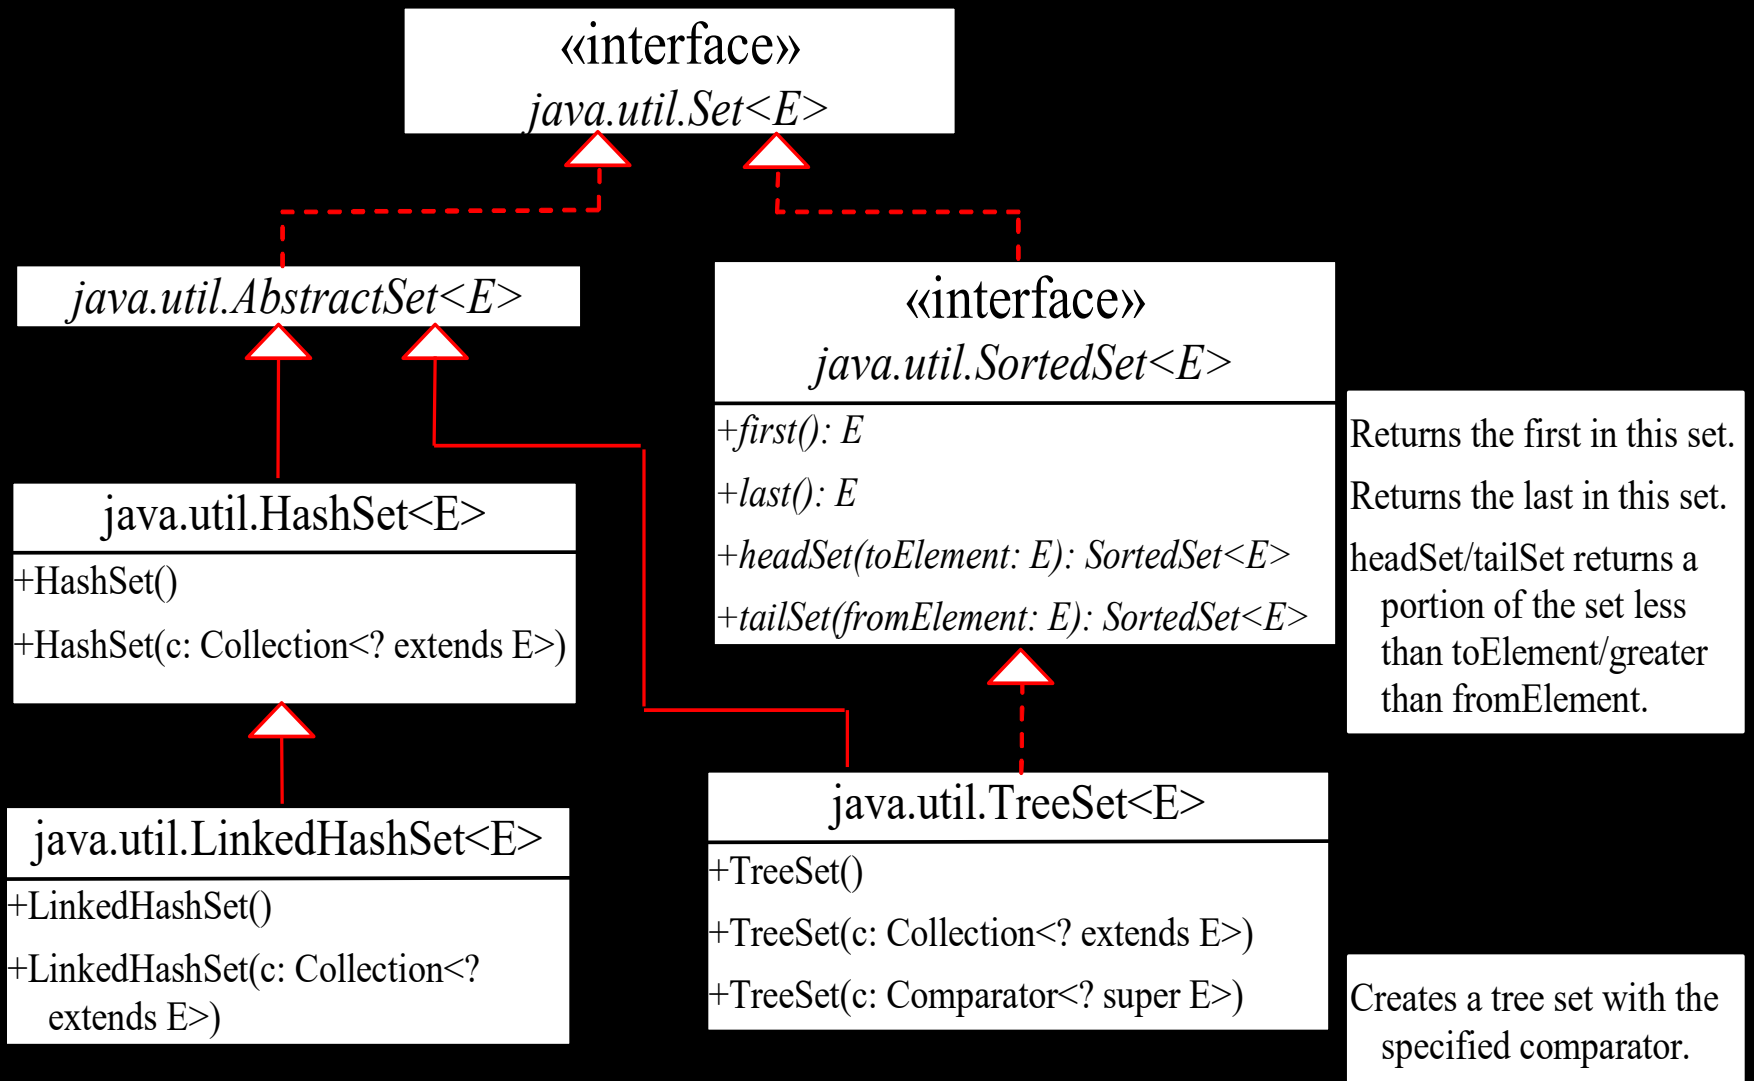 «interface»
java.util.Set<E>
java.util.AbstractSet<E>
«interface»
java.util.SortedSet<E>
+first(): E
+last(): E
+headSet(toElement: E): SortedSet<E>
+tailSet(fromElement: E): SortedSet<E>
Returns the first in this set.
Returns the last in this set.
headSet/tailSet returns a
portion of the set less
than toElement/greater
than fromElement.
java.util.HashSet<E>
+HashSet()
+HashSet(c: Collection<? extends E>)
java.util.LinkedHashSet<E>
+LinkedHashSet()
+LinkedHashSet(c: Collection<?
extends E>)
java.util.TreeSet<E>
+TreeSet()
+TreeSet(c: Collection<? extends E>)
+TreeSet(c: Comparator<? super E>)
Creates a tree set with the
specified comparator.